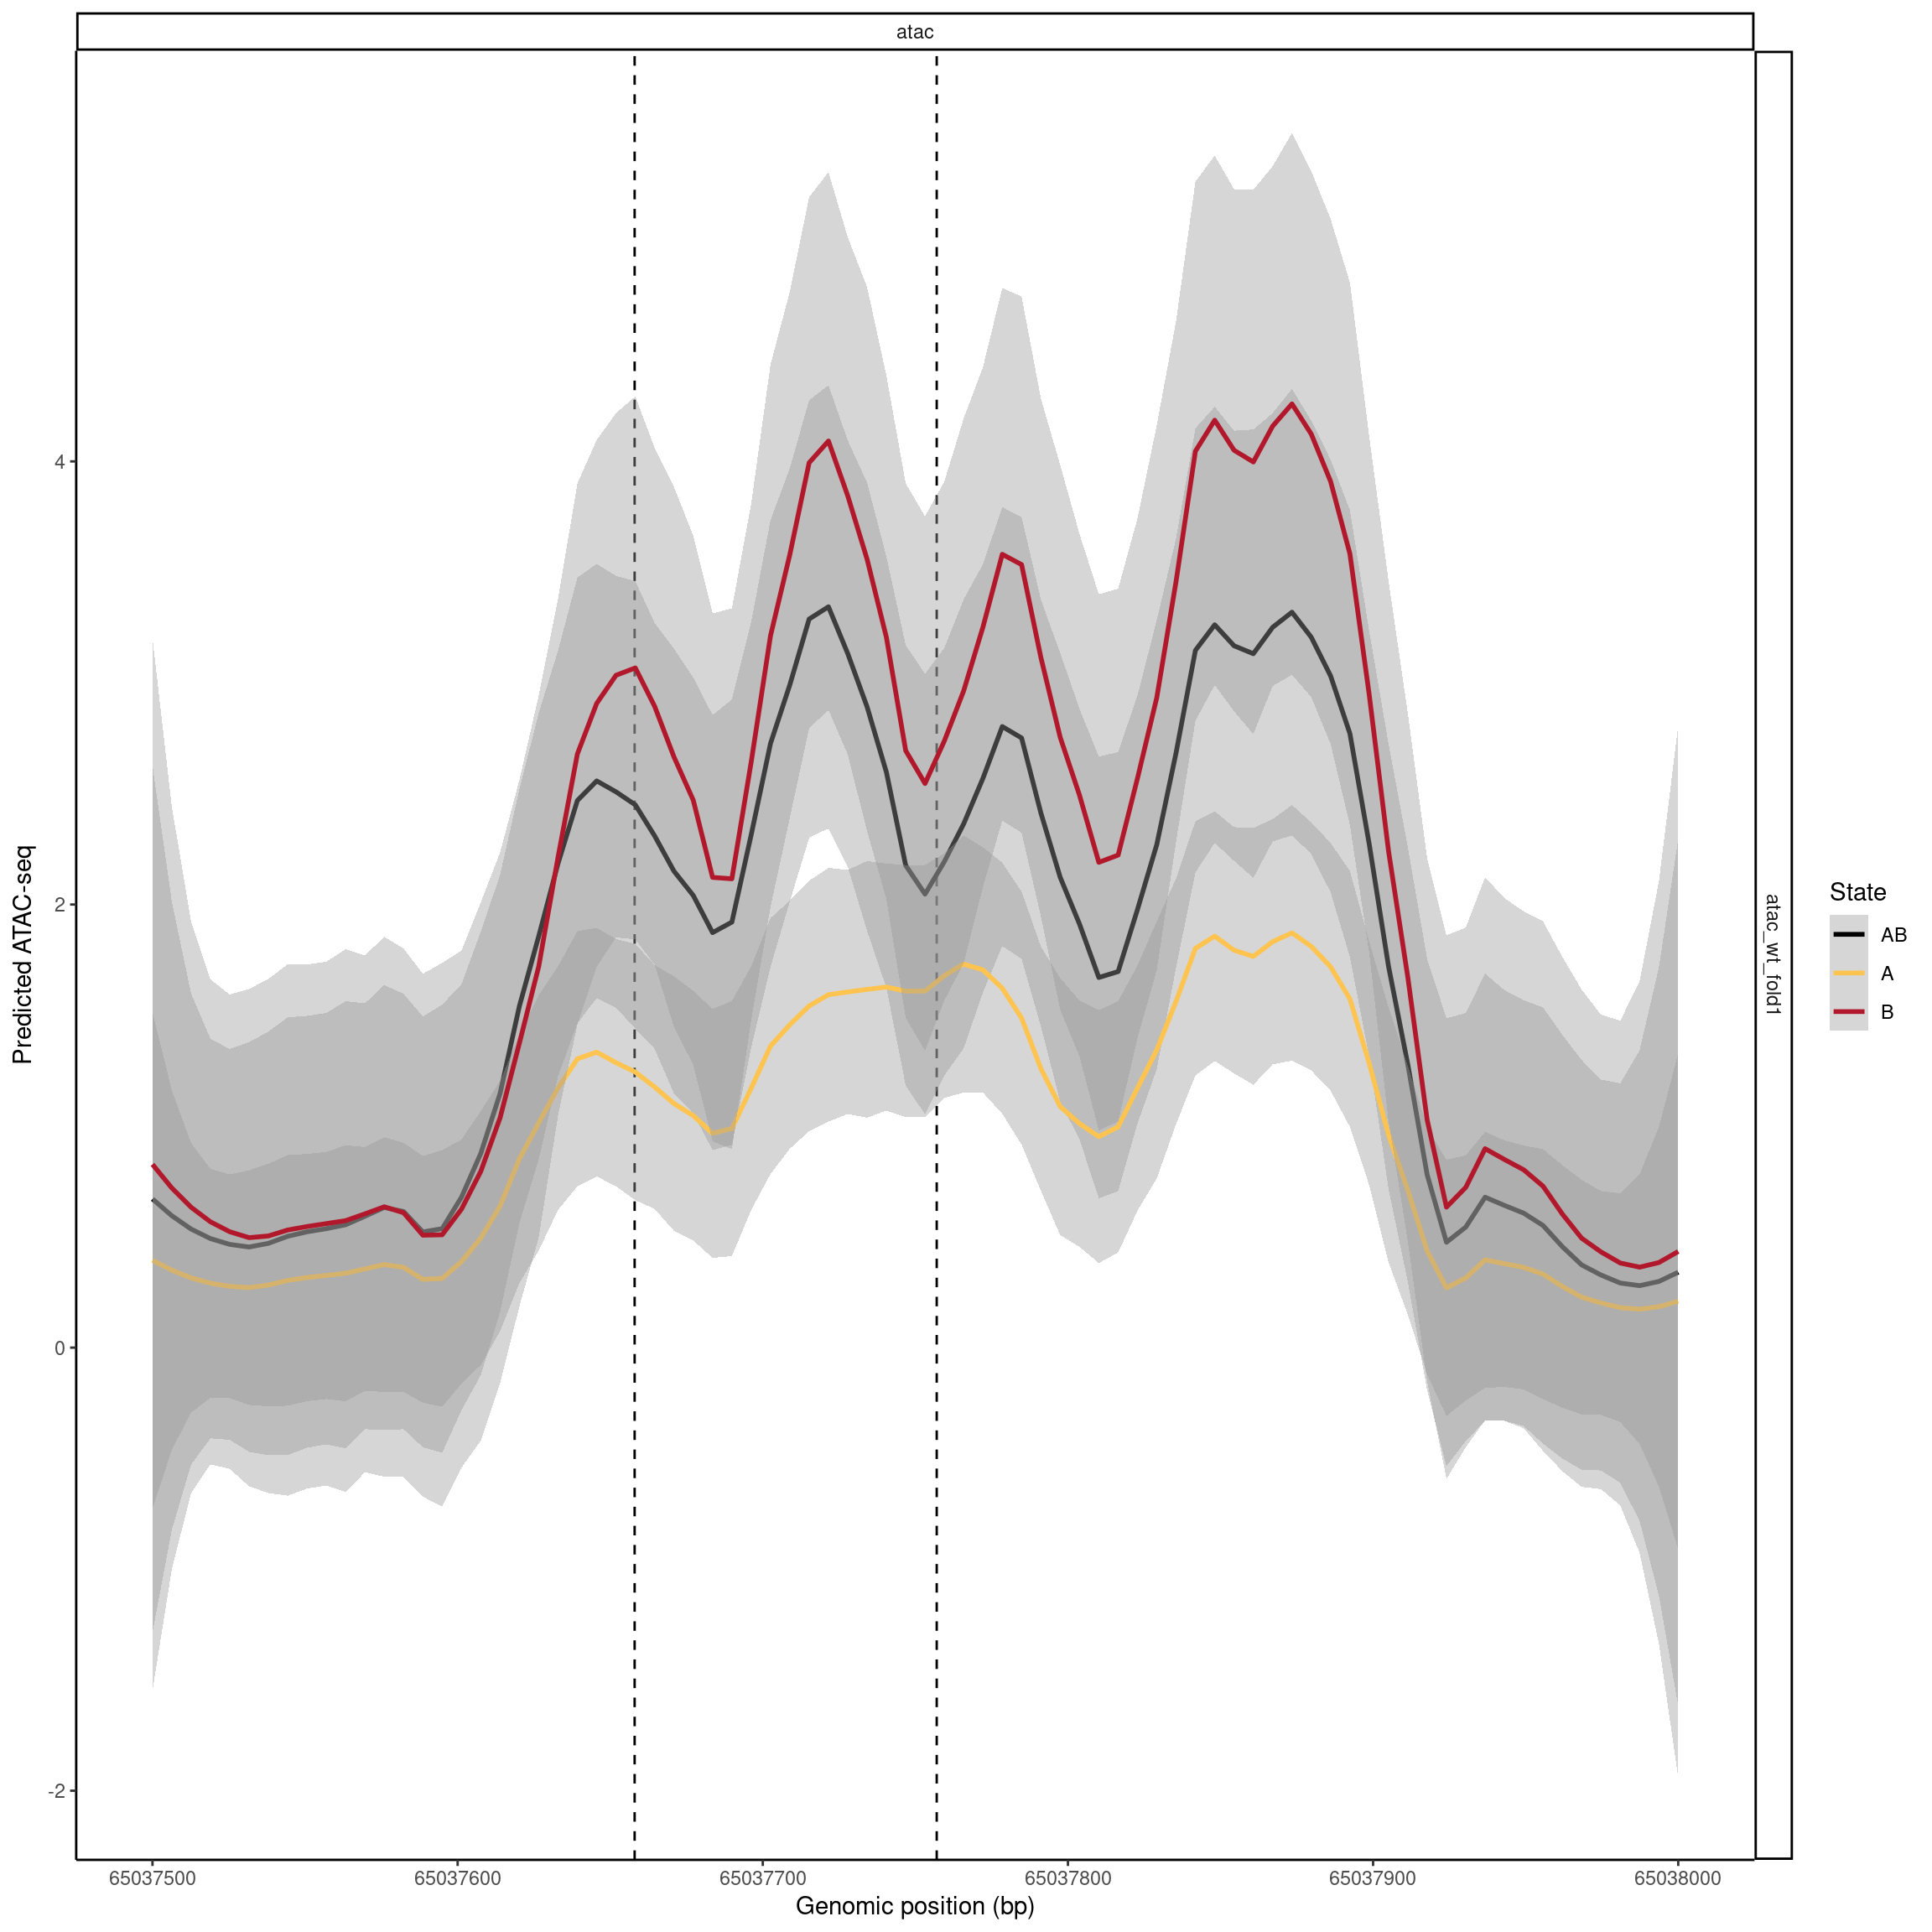 atac
atac_wt_fold1
Predicted ATAC-seq
4
2
0
-2
65037500
65037600
65037700
65037800
65037900
65038000
Genomic position (bp)
State
AB
A
B